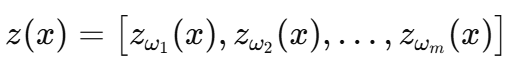 z(x) = [z_{ω_1}(x), z_{ω_2}(x), . . . , z_{ω_m}(x)]